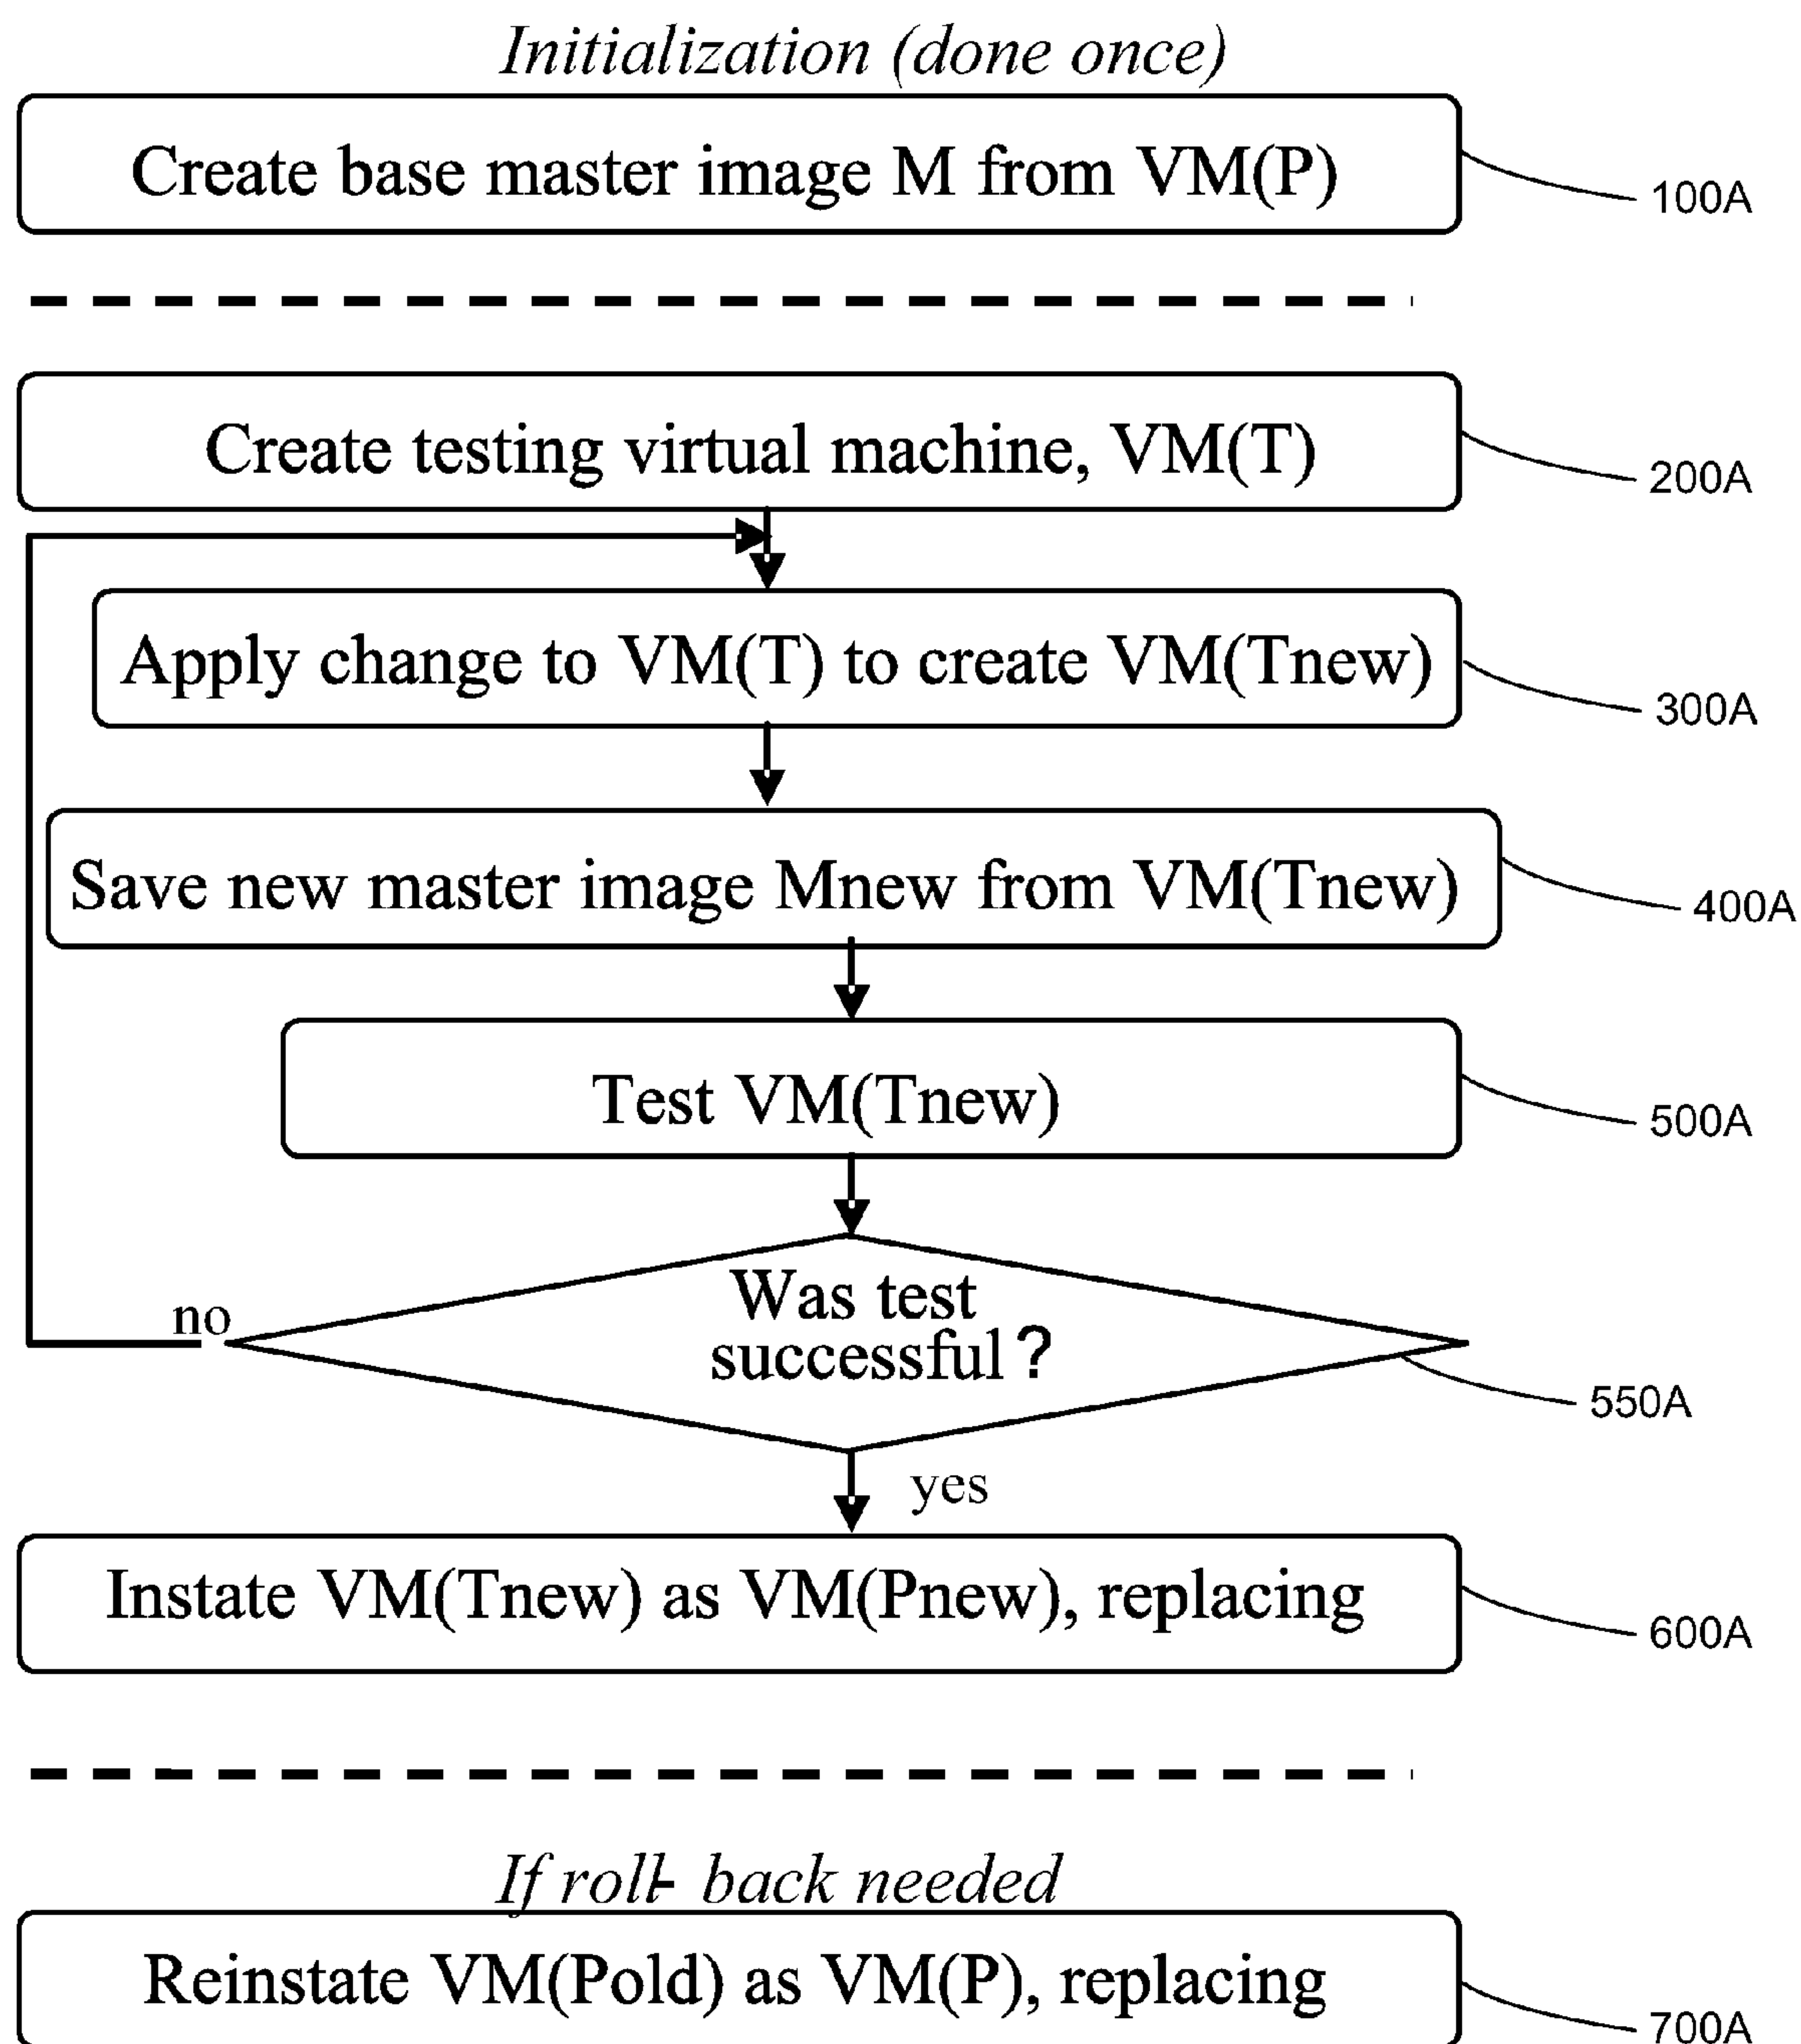 Initialization (done once)
Create base master image M from VM(P)
100A
Create testing virtual machine, VM(T)
200A
Apply change to VM(T) to create VM(Tnew)
300A
Save new master image Mnew from VM(Tnew)
400A
Test VM(Tnew)
500A
Was test
successful?
no
550A
yes
Instate VM(Tnew) as VM(Pnew), replacing
600A
If roll- back needed
Reinstate VM(Pold) as VM(P), replacing
700A